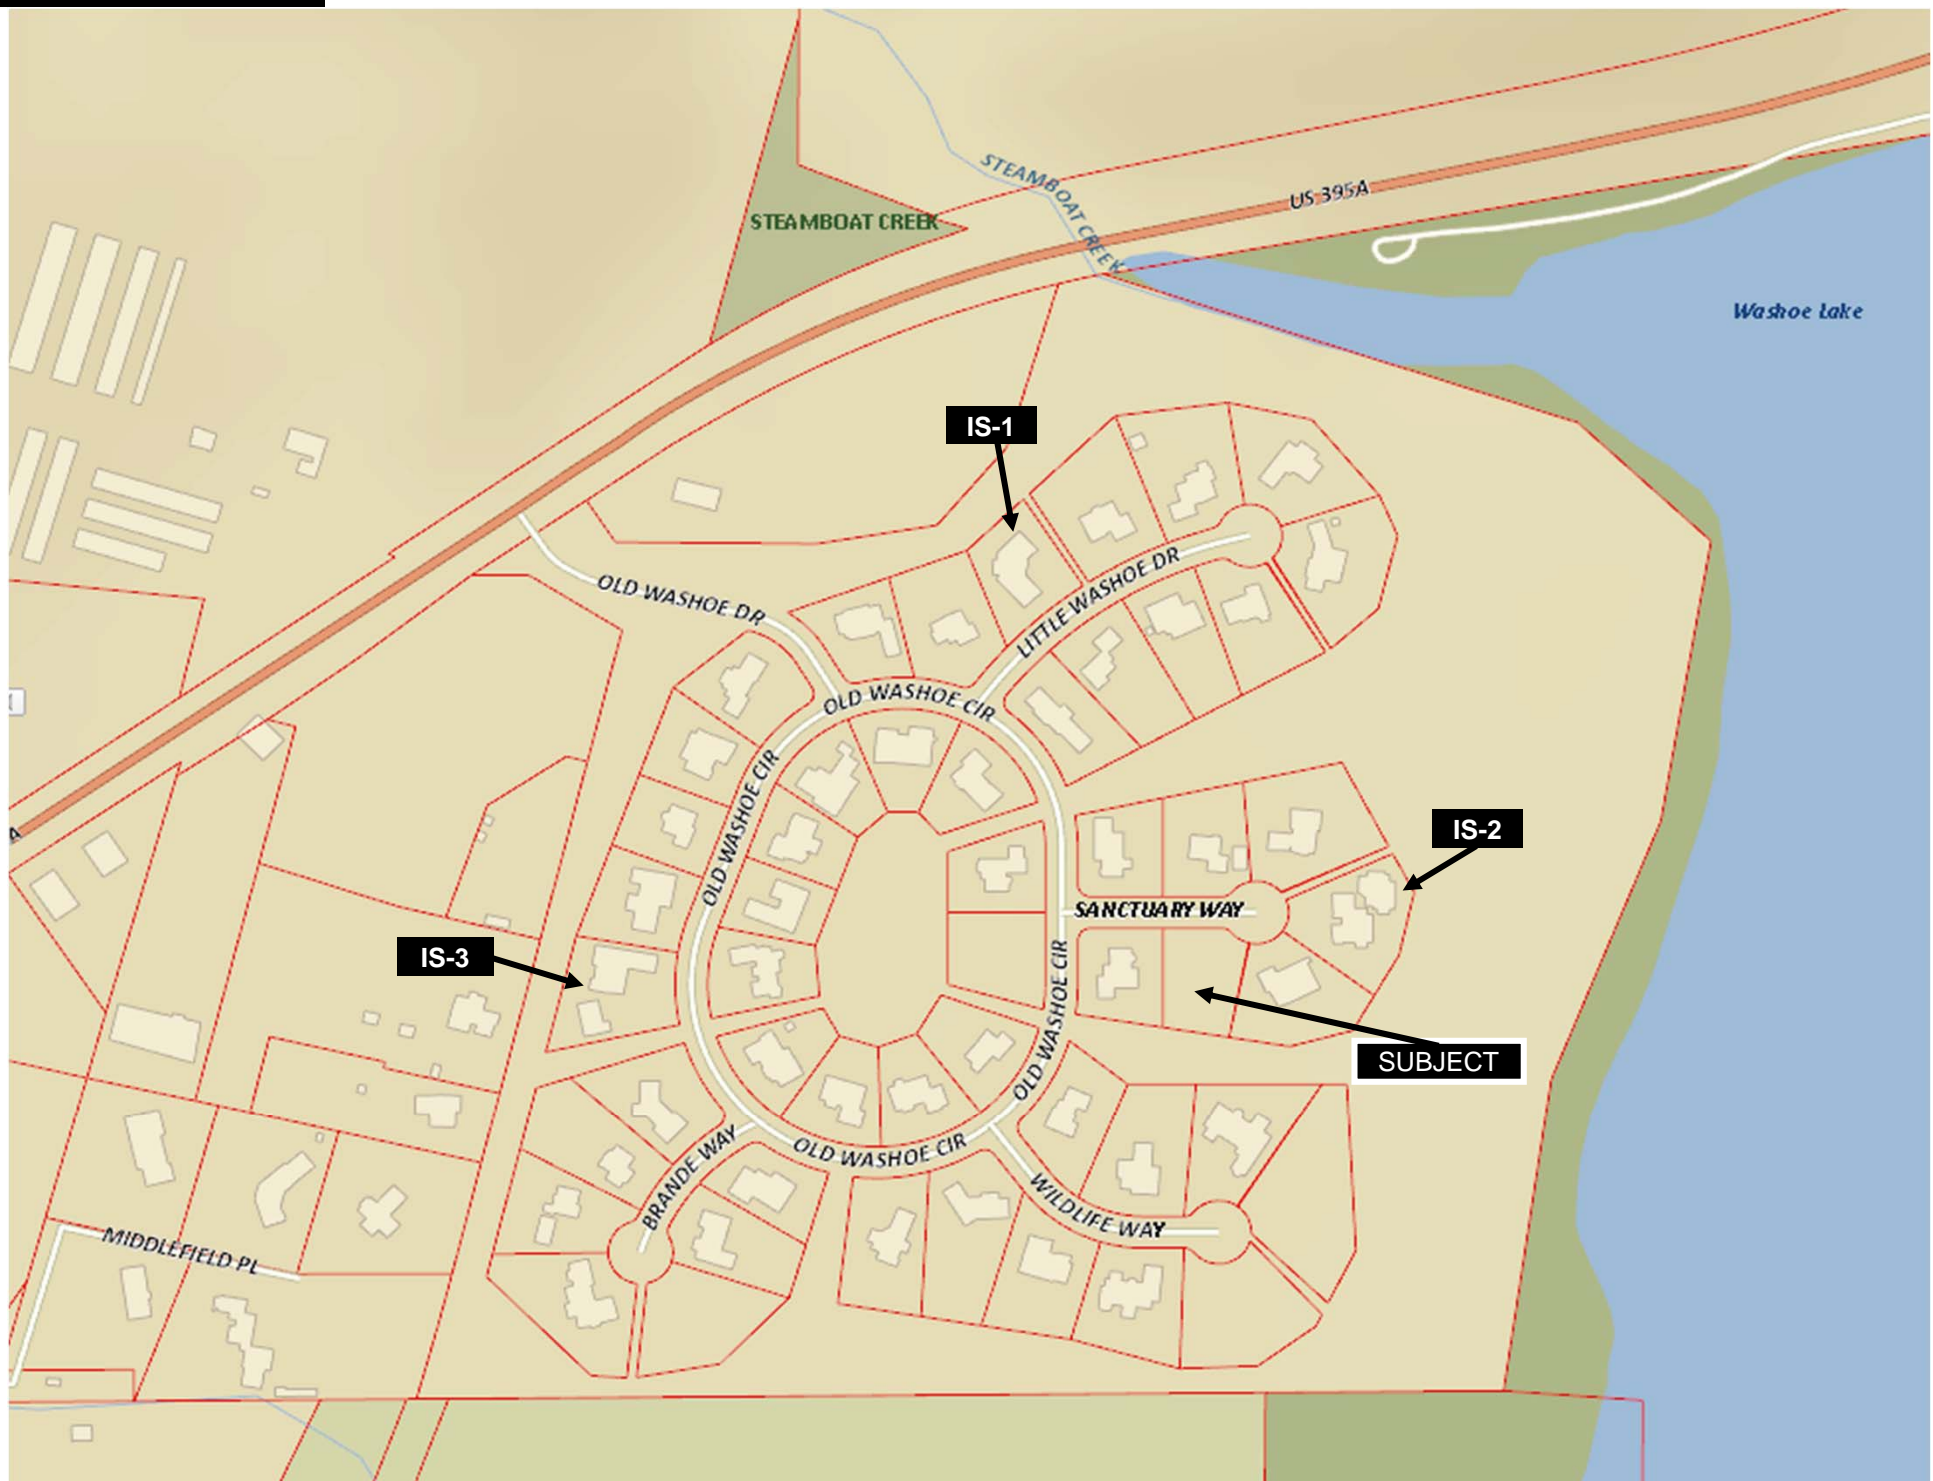 STEAMBOAT CREEK
US 395A
STEAMBOAT CREEK
Washoe Lake
IS-1
OLD WASHOE DR
LITTLE WASHOE DR
OLD WASHOE CIR
OLD WASHOE CIR
IS-2
SANCTUARY WAY
IS-3
OLD WASHOE CIR
SUBJECT
OLD WASHOE CIR
BRANDE WAY
WILDLIFE WAY
MIDDLEFIELD PL
A